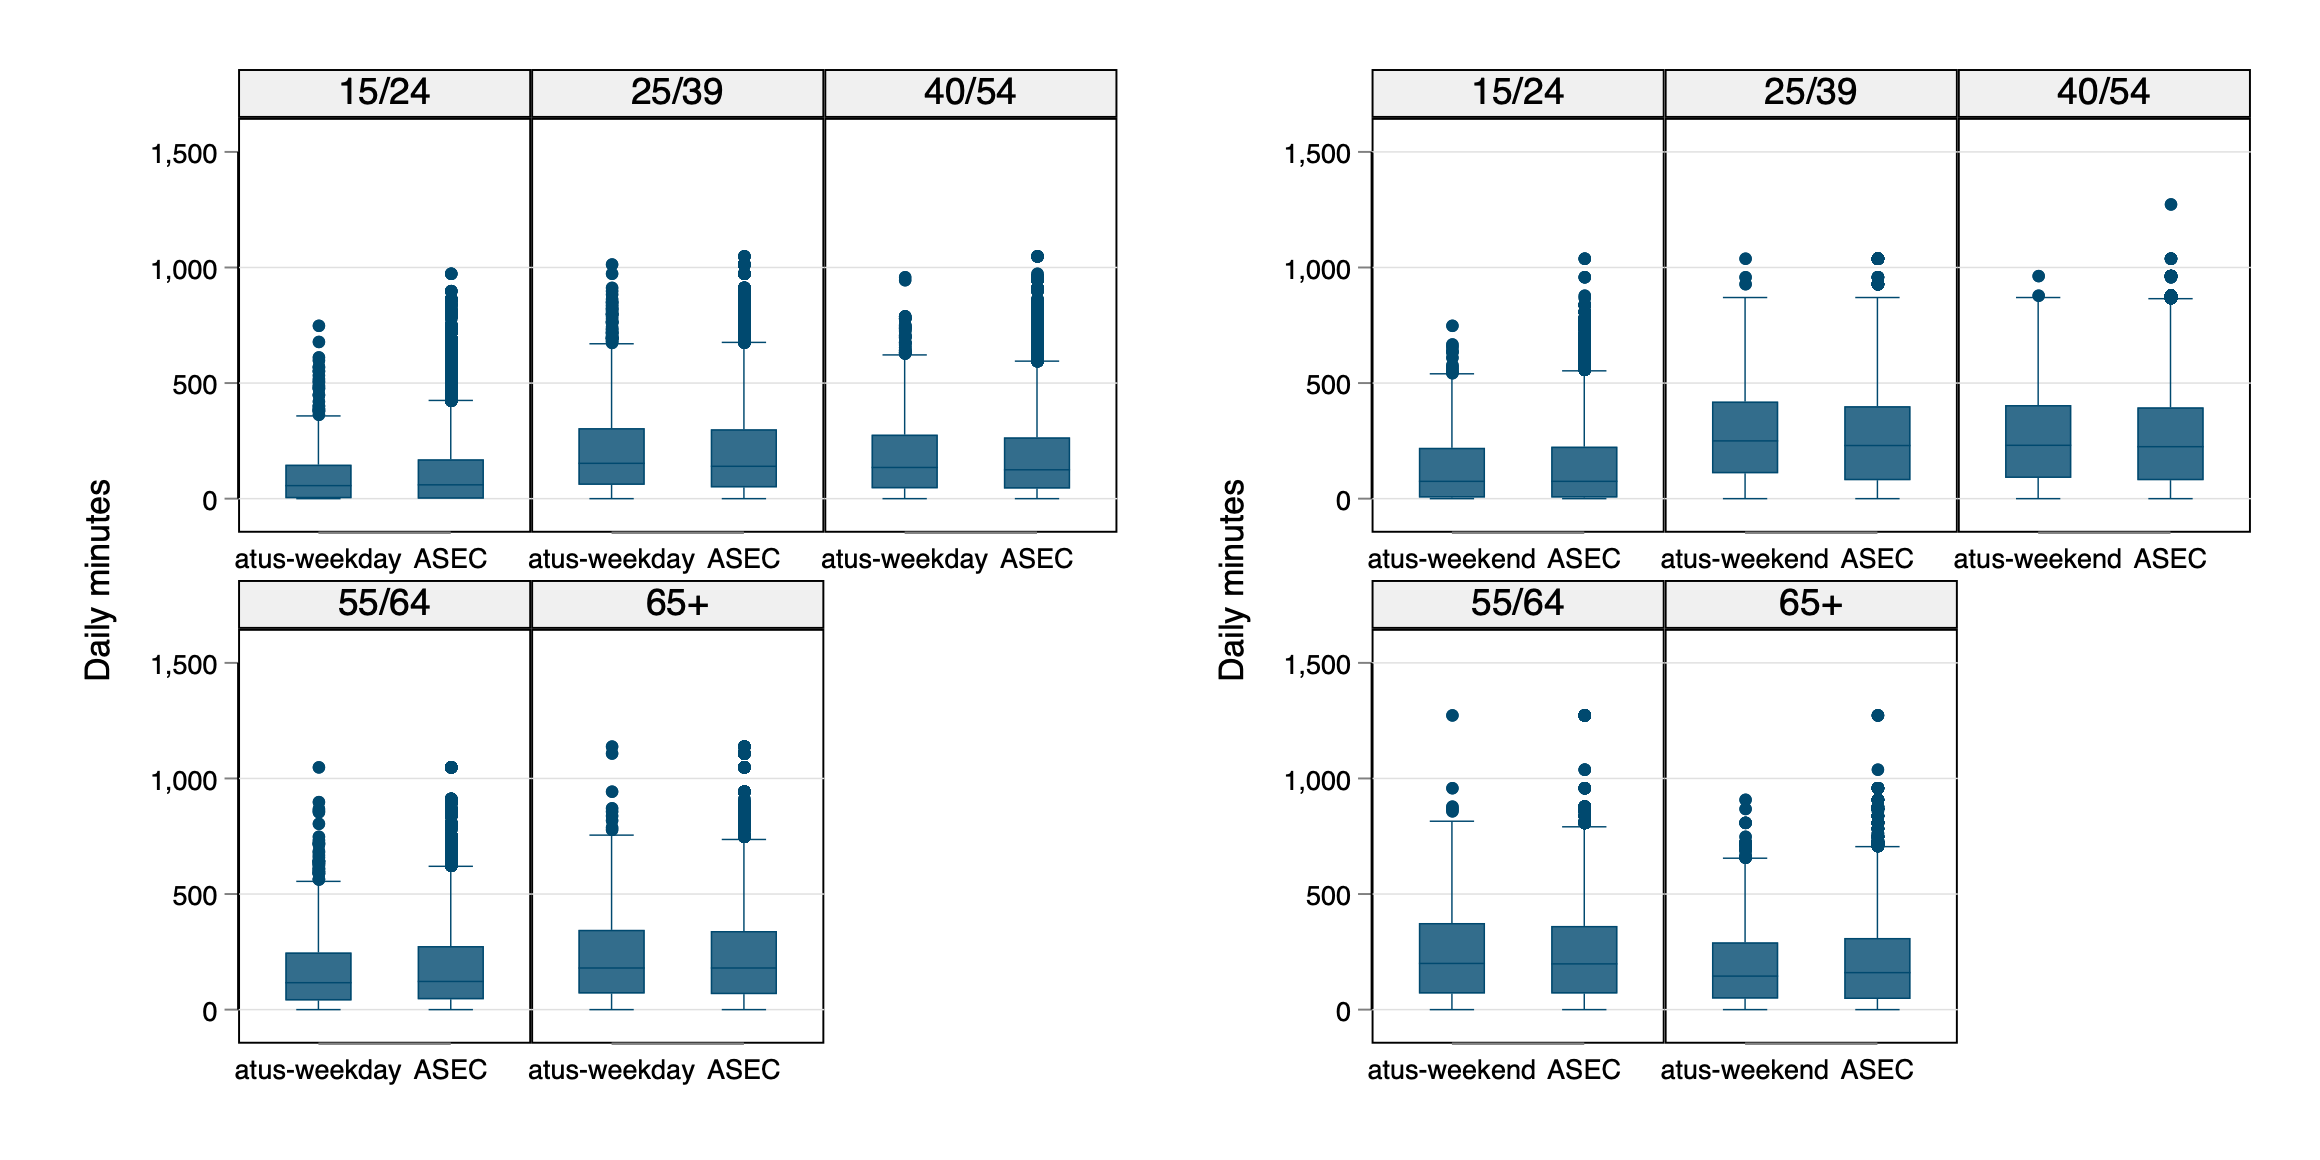 15/24 25/39 40/54
1,500
1,000
500
0
atus-weekday ASEC atus-weekday ASEC atus-weekday ASEC
Daily minutes
55/64 65+
1,500
1,000
500
0
atus-weekday ASEC atus-weekday ASEC
15/24 25/39 40/54
1,500
1,000
500
0
atus-weekend ASEC atus-weekend ASEC atus-weekend ASEC
Daily minutes
55/64 65+
1,500
1,000
500
0
atus-weekend ASEC atus-weekend ASEC